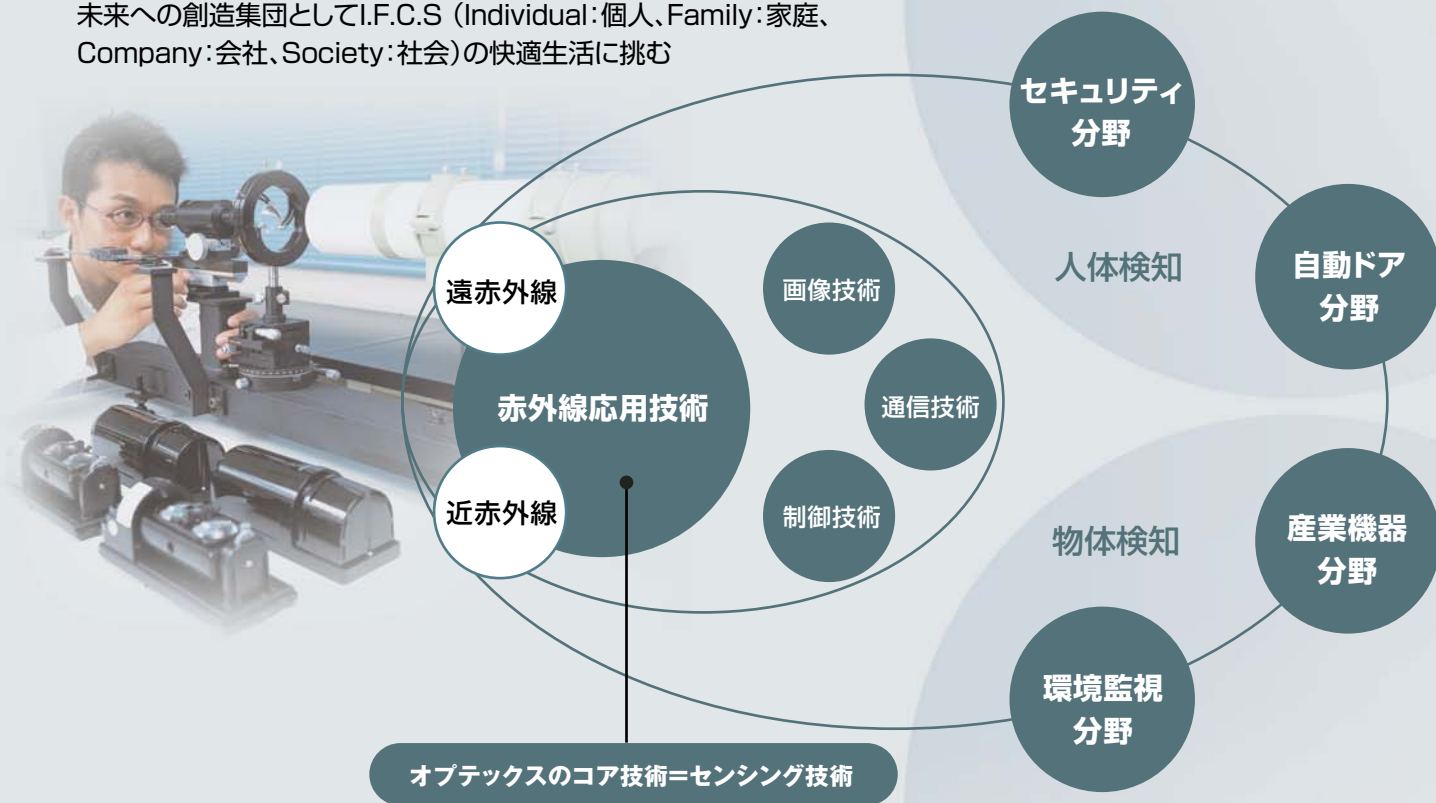 未来への創造集団としてI.F.C.S（Individual：個人、Family：家庭、
Company：会社、Society：社会）の快適生活に挑む
セキュリティ
分野
自動ドア
分野
人体検知
遠赤外線
画像技術
赤外線応用技術
通信技術
近赤外線
制御技術
物体検知
産業機器
分野
環境監視
分野
オプテックスのコア技術＝センシング技術